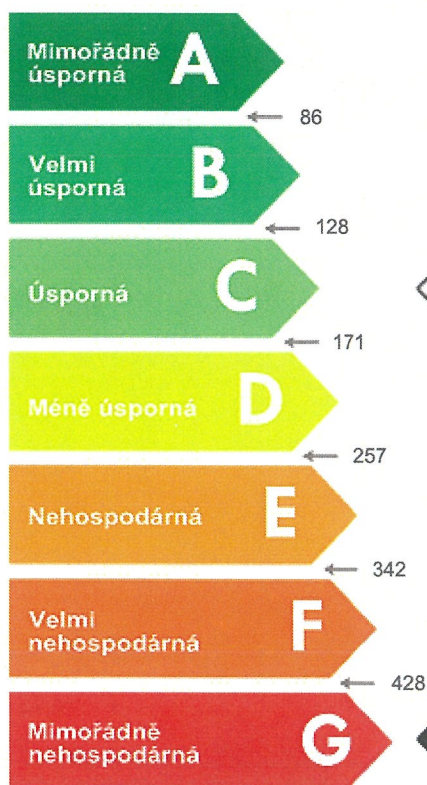 Mimořádně
úsporná
A
86
Velmi
úsporná
B
128
Úsporná
C
171
Méně úsporná
D
257
Nehospodárná
E
342
Velmi
nehospodárná
F
428
Mimořádně
nehospodárná
G